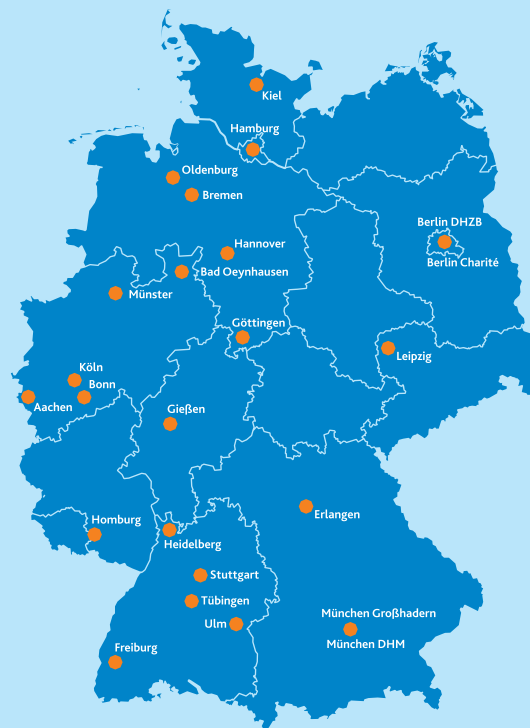 Kiel
Hamburg
Oldenburg
Bremen
Berlin DHZB
Hannover
Berlin Charité
Bad Oeynhausen
Münster
Göttingen
Leipzig
Köln
Bonn
Aachen
Gießen
Erlangen
Homburg
Heidelberg
Stuttgart
Tübingen
München Großhadern
Ulm
München DHM
Freiburg